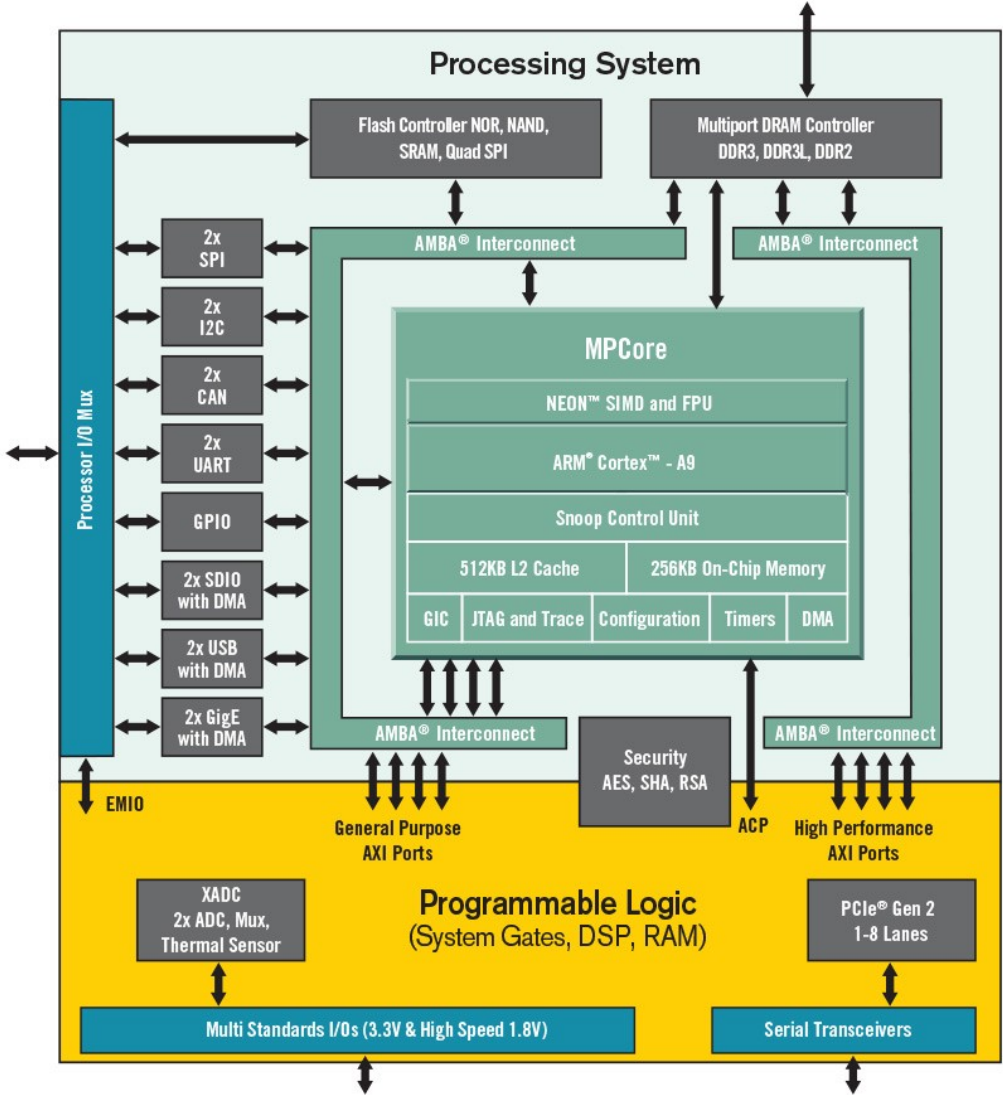 Processing System
Flash Controller NOR, NAND,
SRAM, Quad SPI
Multiport DRAM Controller
DDR3, DDR3L, DDR2
AMBA® Interconnect
AMBA® Interconnect
Processor I/O Mux
2x
SPI
2x
I2C
2x
CAN
2x
UART
GPIO
2x SDIO
with DMA
2x USB
with DMA
2x GigE
with DMA
MPCore
NEON™ SIMD and FPU
ARM® Cortex™ - A9
Snoop Control Unit
512KB L2 Cache
256KB On-Chip Memory
GIC
JTAG and Trace
Configuration
Timers
DMA
AMBA® Interconnect
AMBA® Interconnect
Security
AES, SHA, RSA
EMIO
General Purpose
AXI Ports
ACP
High Performance
AXI Ports
XADC
2x ADC, Mux,
Thermal Sensor
Programmable Logic
(System Gates, DSP, RAM)
PCIe® Gen 2
1-8 Lanes
Multi Standards I/Os (3.3V & High Speed 1.8V)
Serial Transceivers